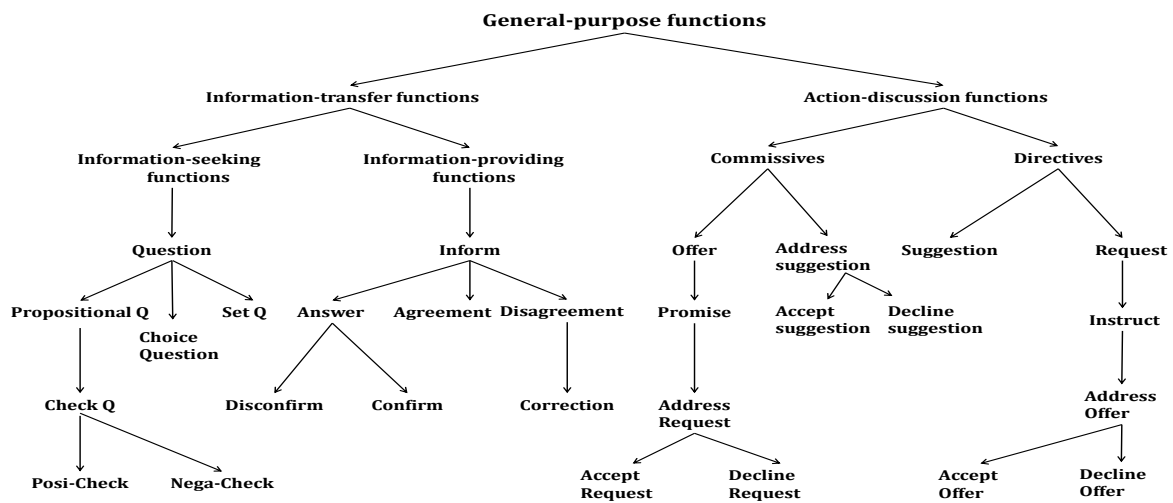 General-purpose functions
Information-transfer functions
Action-discussion functions
Information-seeking
functions
Information-providing
functions
Commissives
Directives
Question
Inform
Offer
Address
suggestion
Suggestion
Request
Propositional Q
Choice
Question
Set Q
Answer
Agreement
Disagreement
Promise
Accept
suggestion
Decline
suggestion
Instruct
Check Q
Disconfirm
Confirm
Correction
Address
Request
Address
Offer
Posi-Check
Nega-Check
Accept
Request
Decline
Request
Accept
Offer
Decline
Offer